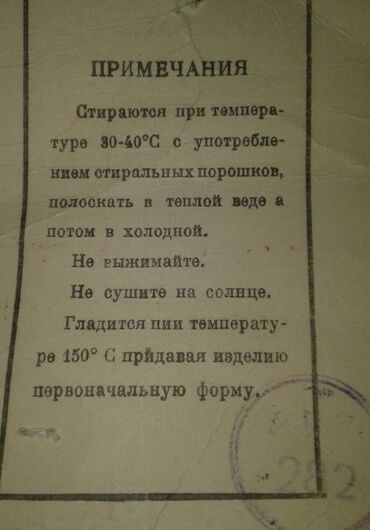 ПРИМЕЧАНИЯ
Стираются при темпера-
туре 30-40°С с употребле-
нием стиральных порошков,
полоскать в теплой веде а
потом в холодной.
Не выжимайте.
Не сушите на солнце.
Гладится пии температу-
ре 150° С придавая изделию
первоначальную форму.
282